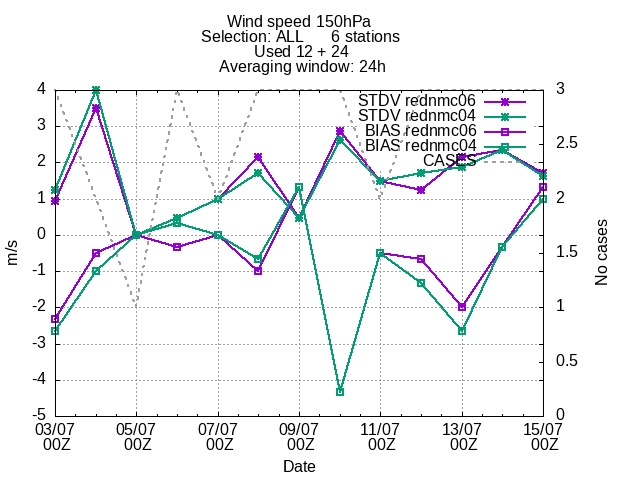 Wind speed 150hPa
Selection: ALL 6 stations
Used 12 + 24
Averaging window: 24h
STDV rednmc06
STDV rednmc04
BIAS rednmc06
BIAS rednmc04
CASES
4
3
2
1
0
-1
-2
-3
-4
-5
m/s
3
2.5
2
1.5
1
0.5
0
No cases
03/07 05/07 07/07 09/07 11/07 13/07 15/07
00Z 00Z 00Z 00Z 00Z 00Z 00Z
Date